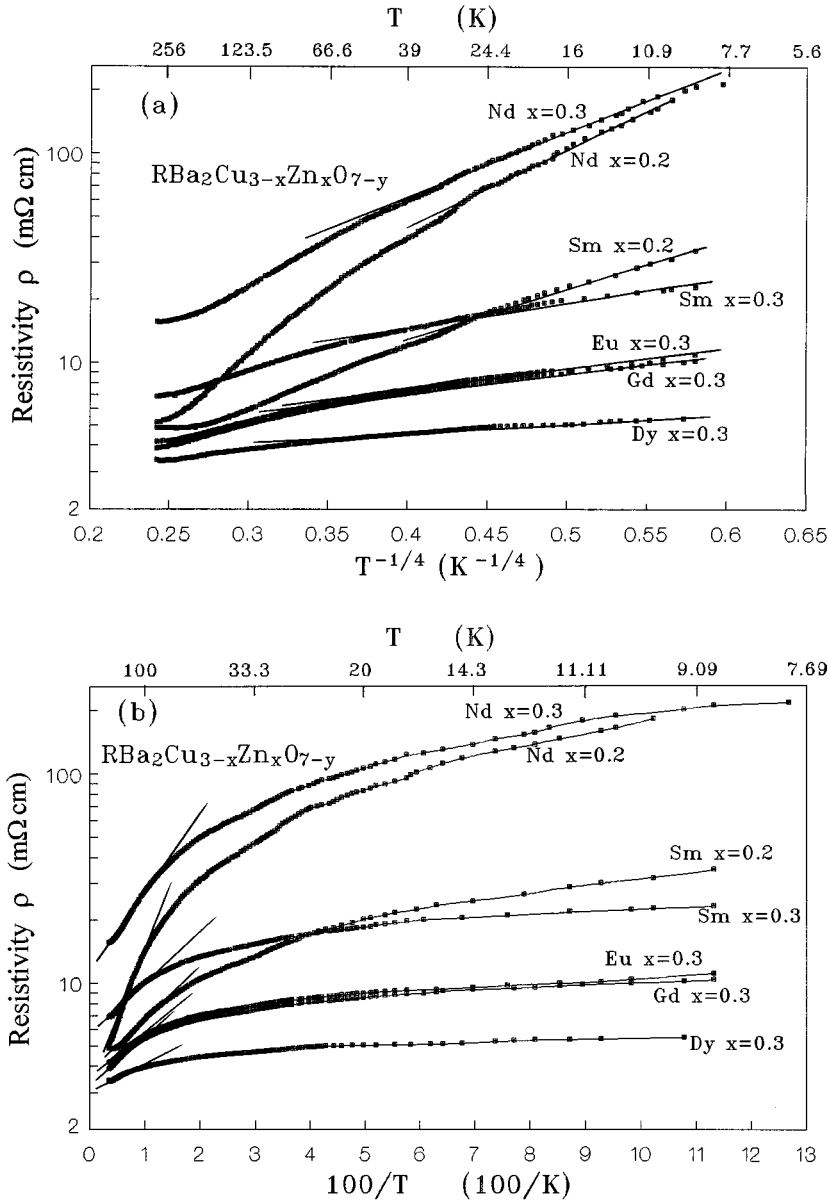 T (K)
256 123.5 66.6 39 24.4 16 10.9 7.7 5.6
(a)
Nd x=0.3
100
Nd x=0.2
RBa₂Cu₃₋ₓZnₓO₇₋ᵧ
Resistivity ρ (mΩ cm)
Sm x=0.2
Sm x=0.3
10
Eu x=0.3
Gd x=0.3
Dy x=0.3
2
0.2 0.25 0.3 0.35 0.4 0.45 0.5 0.55 0.6 0.65
T⁻¹/⁴ (K⁻¹/⁴)
T (K)
100 33.3 20 14.3 11.11 9.09 7.69
(b)
Nd x=0.3
Nd x=0.2
RBa₂Cu₃₋ₓZnₓO₇₋ᵧ
100
Resistivity ρ (mΩ cm)
Sm x=0.2
Sm x=0.3
Eu x=0.3
10
Gd x=0.3
Dy x=0.3
2
0 1 2 3 4 5 6 7 8 9 10 11 12 13
100/T (100/K)